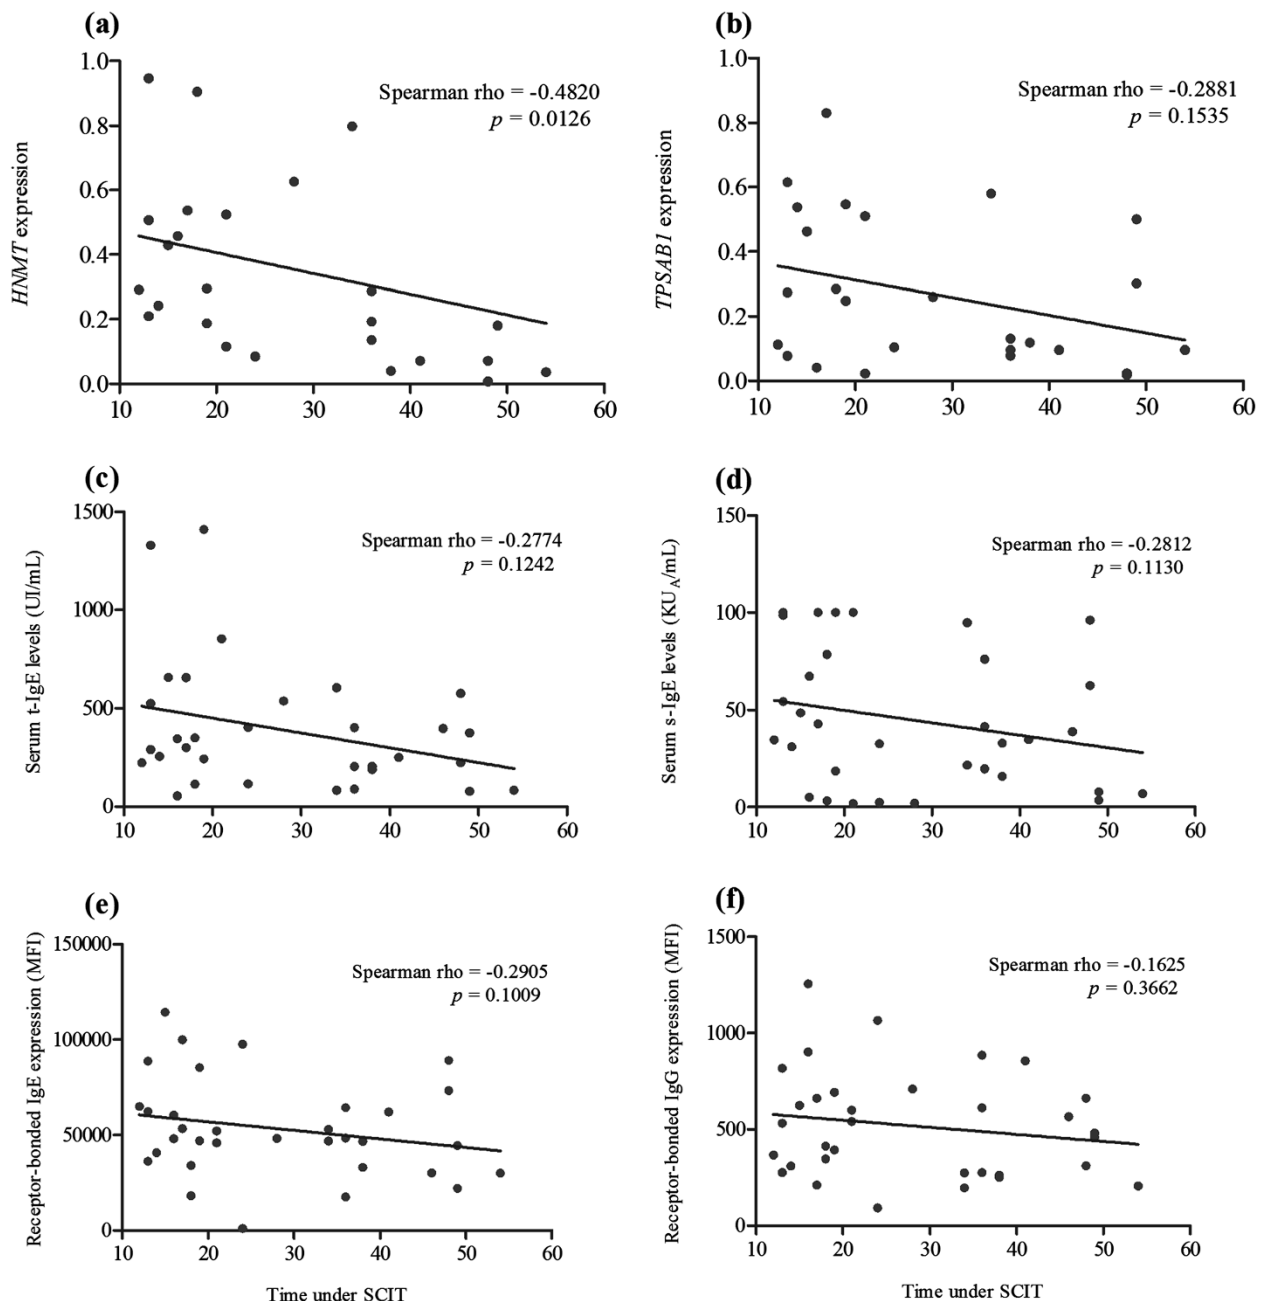 (a)
Spearman rho = -0.4820
p = 0.0126
HNMT expression
1.0
0.8
0.6
0.4
0.2
0.0
10 20 30 40 50 60
(b)
Spearman rho = -0.2881
p = 0.1535
TPSAB1 expression
1.0
0.8
0.6
0.4
0.2
0.0
10 20 30 40 50 60
(c)
Spearman rho = -0.2774
p = 0.1242
Serum t-IgE levels (UI/mL)
1500
1000
500
0
10 20 30 40 50 60
(d)
Spearman rho = -0.2812
p = 0.1130
Serum s-IgE levels (KUA/mL)
150
100
50
0
10 20 30 40 50 60
(e)
Spearman rho = -0.2905
p = 0.1009
Receptor-bonded IgE expression (MFI)
150000
100000
50000
0
10 20 30 40 50 60
Time under SCIT
(f)
Spearman rho = -0.1625
p = 0.3662
Receptor-bonded IgG expression (MFI)
1500
1000
500
0
10 20 30 40 50 60
Time under SCIT